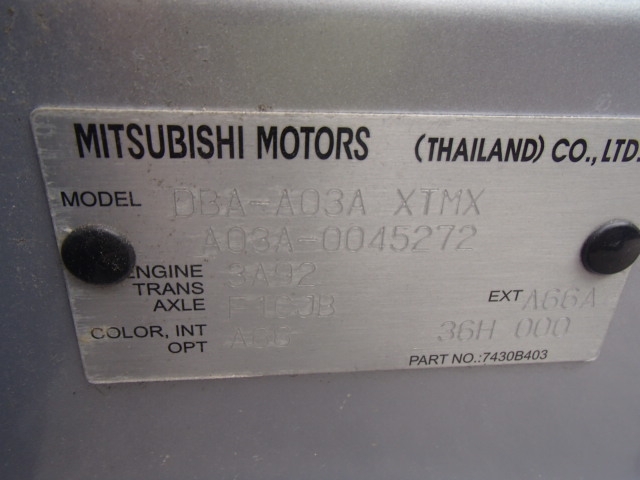 MITSUBISHI MOTORS (THAILAND) CO., LTD.
MODEL DBA-A03A XTMX
A03A-0045272
ENGINE 3A92
TRANS
AXLE EXT A66A
COLOR, INT 36H 000
OPT
PART NO.:7430B403